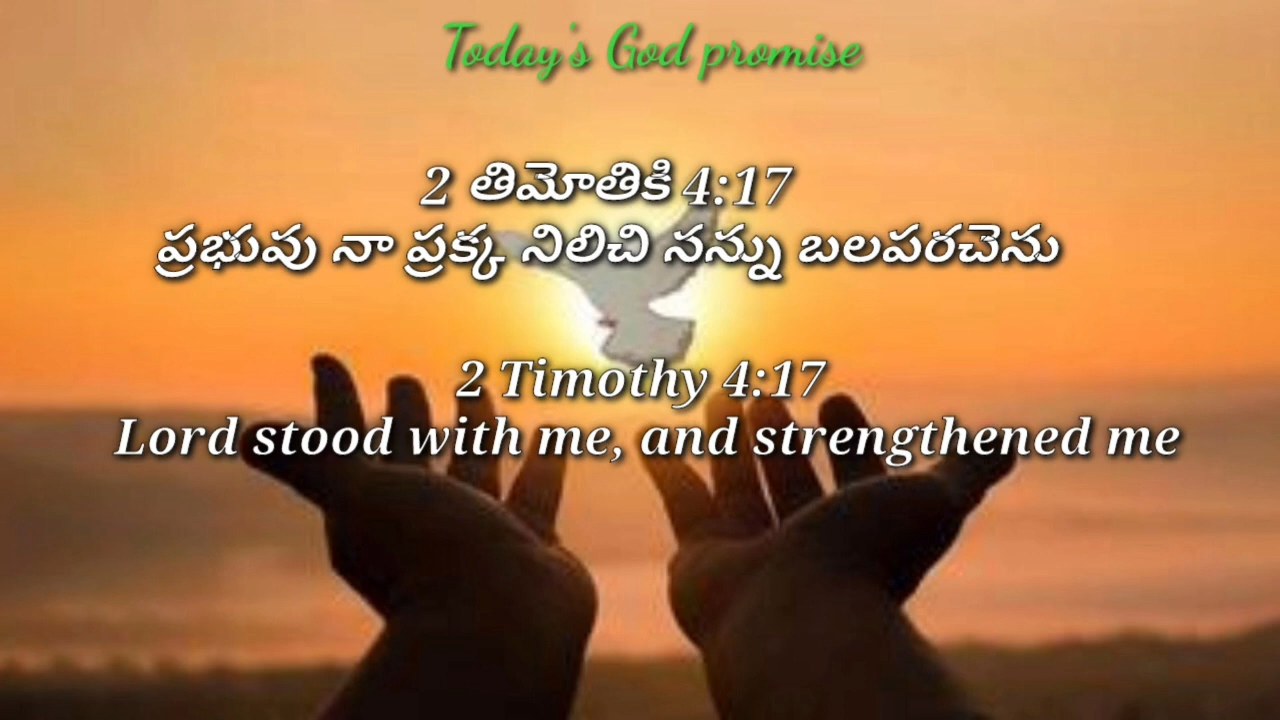 Today's God promise
2 తిమోతికి 4:17
ప్రభువు నా ప్రక్క నిలిచి నన్ను బలపరచెను
2 Timothy 4:17
Lord stood with me, and strengthened me